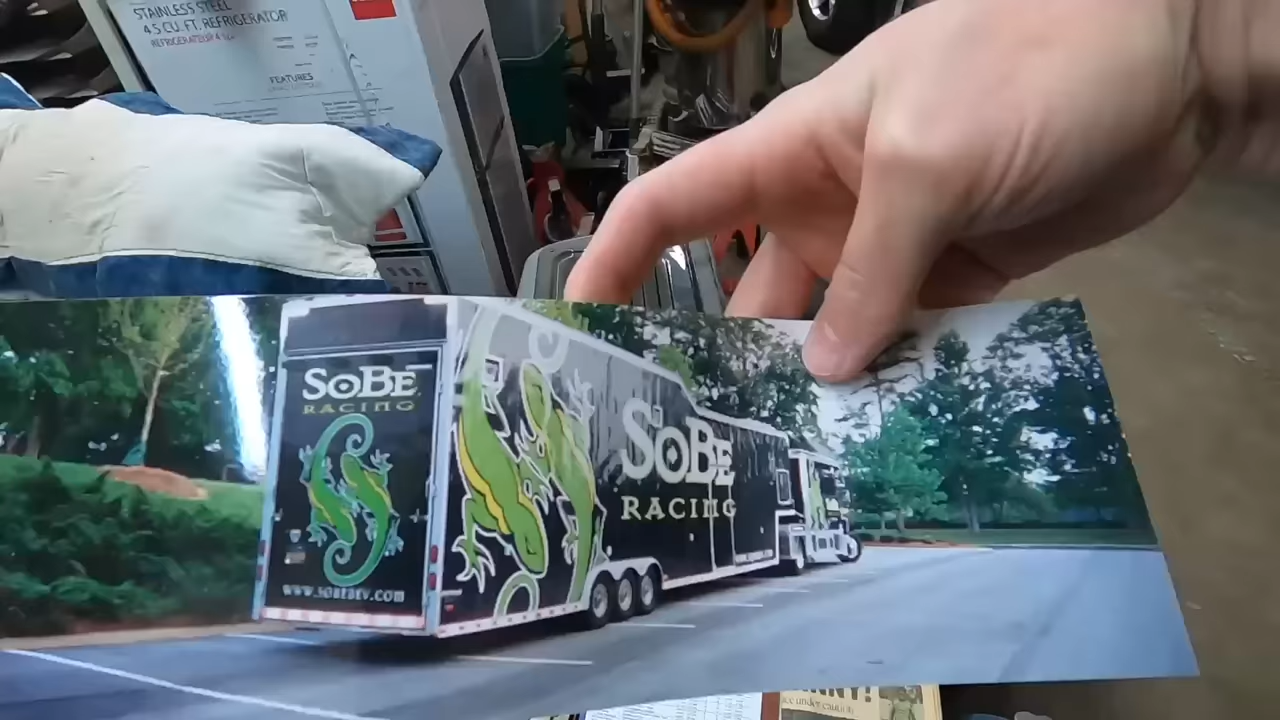 STAINLESS STEEL
4.5 CU. FT. REFRIGERATOR
FEATURES
SOBE
RACING
WWW.SOBEBEV.COM
SOBE
RACING